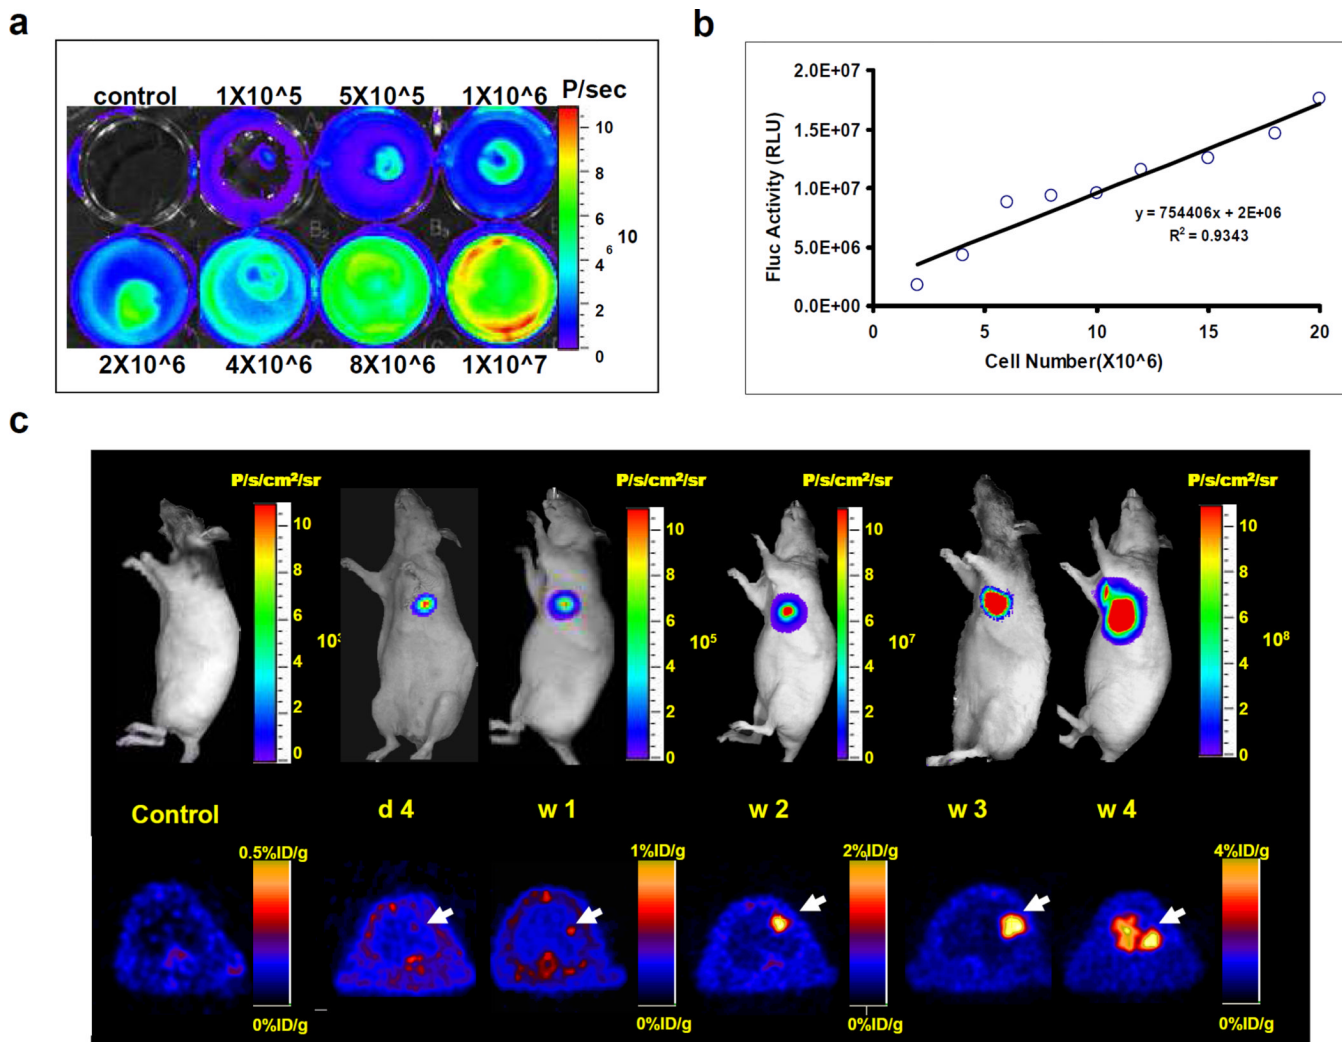 a
control 1X10^5 5X10^5 1X10^6 P/sec
10
8
6
4
2
0
6 10
2X10^6 4X10^6 8X10^6 1X10^7
b
2.0E+07
1.5E+07
1.0E+07
5.0E+06
0.0E+00
Fluc Activity (RLU)
y = 754406x + 2E+06
R² = 0.9343
0 5 10 15 20
Cell Number(X10^6)
c
P/s/cm²/sr P/s/cm²/sr P/s/cm²/sr P/s/cm²/sr
10 10 10 10
8 8 8 8
6 6 6 6
10³ 10⁵ 10⁷ 10⁸
4 4 4 4
2 2 2 2
0 0 0 0
Control d 4 w 1 w 2 w 3 w 4
0.5%ID/g 1%ID/g 2%ID/g 4%ID/g
0%ID/g 0%ID/g 0%ID/g 0%ID/g